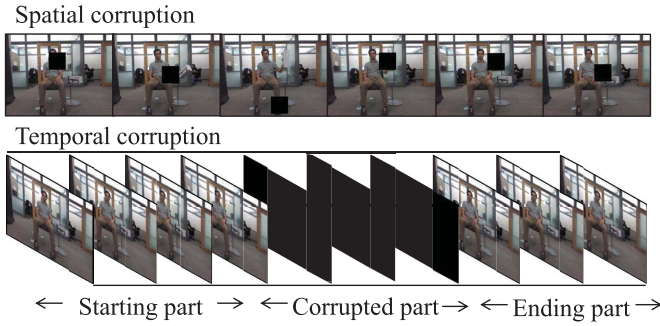 Spatial corruption
Temporal corruption
Starting part
Corrupted part
Ending part